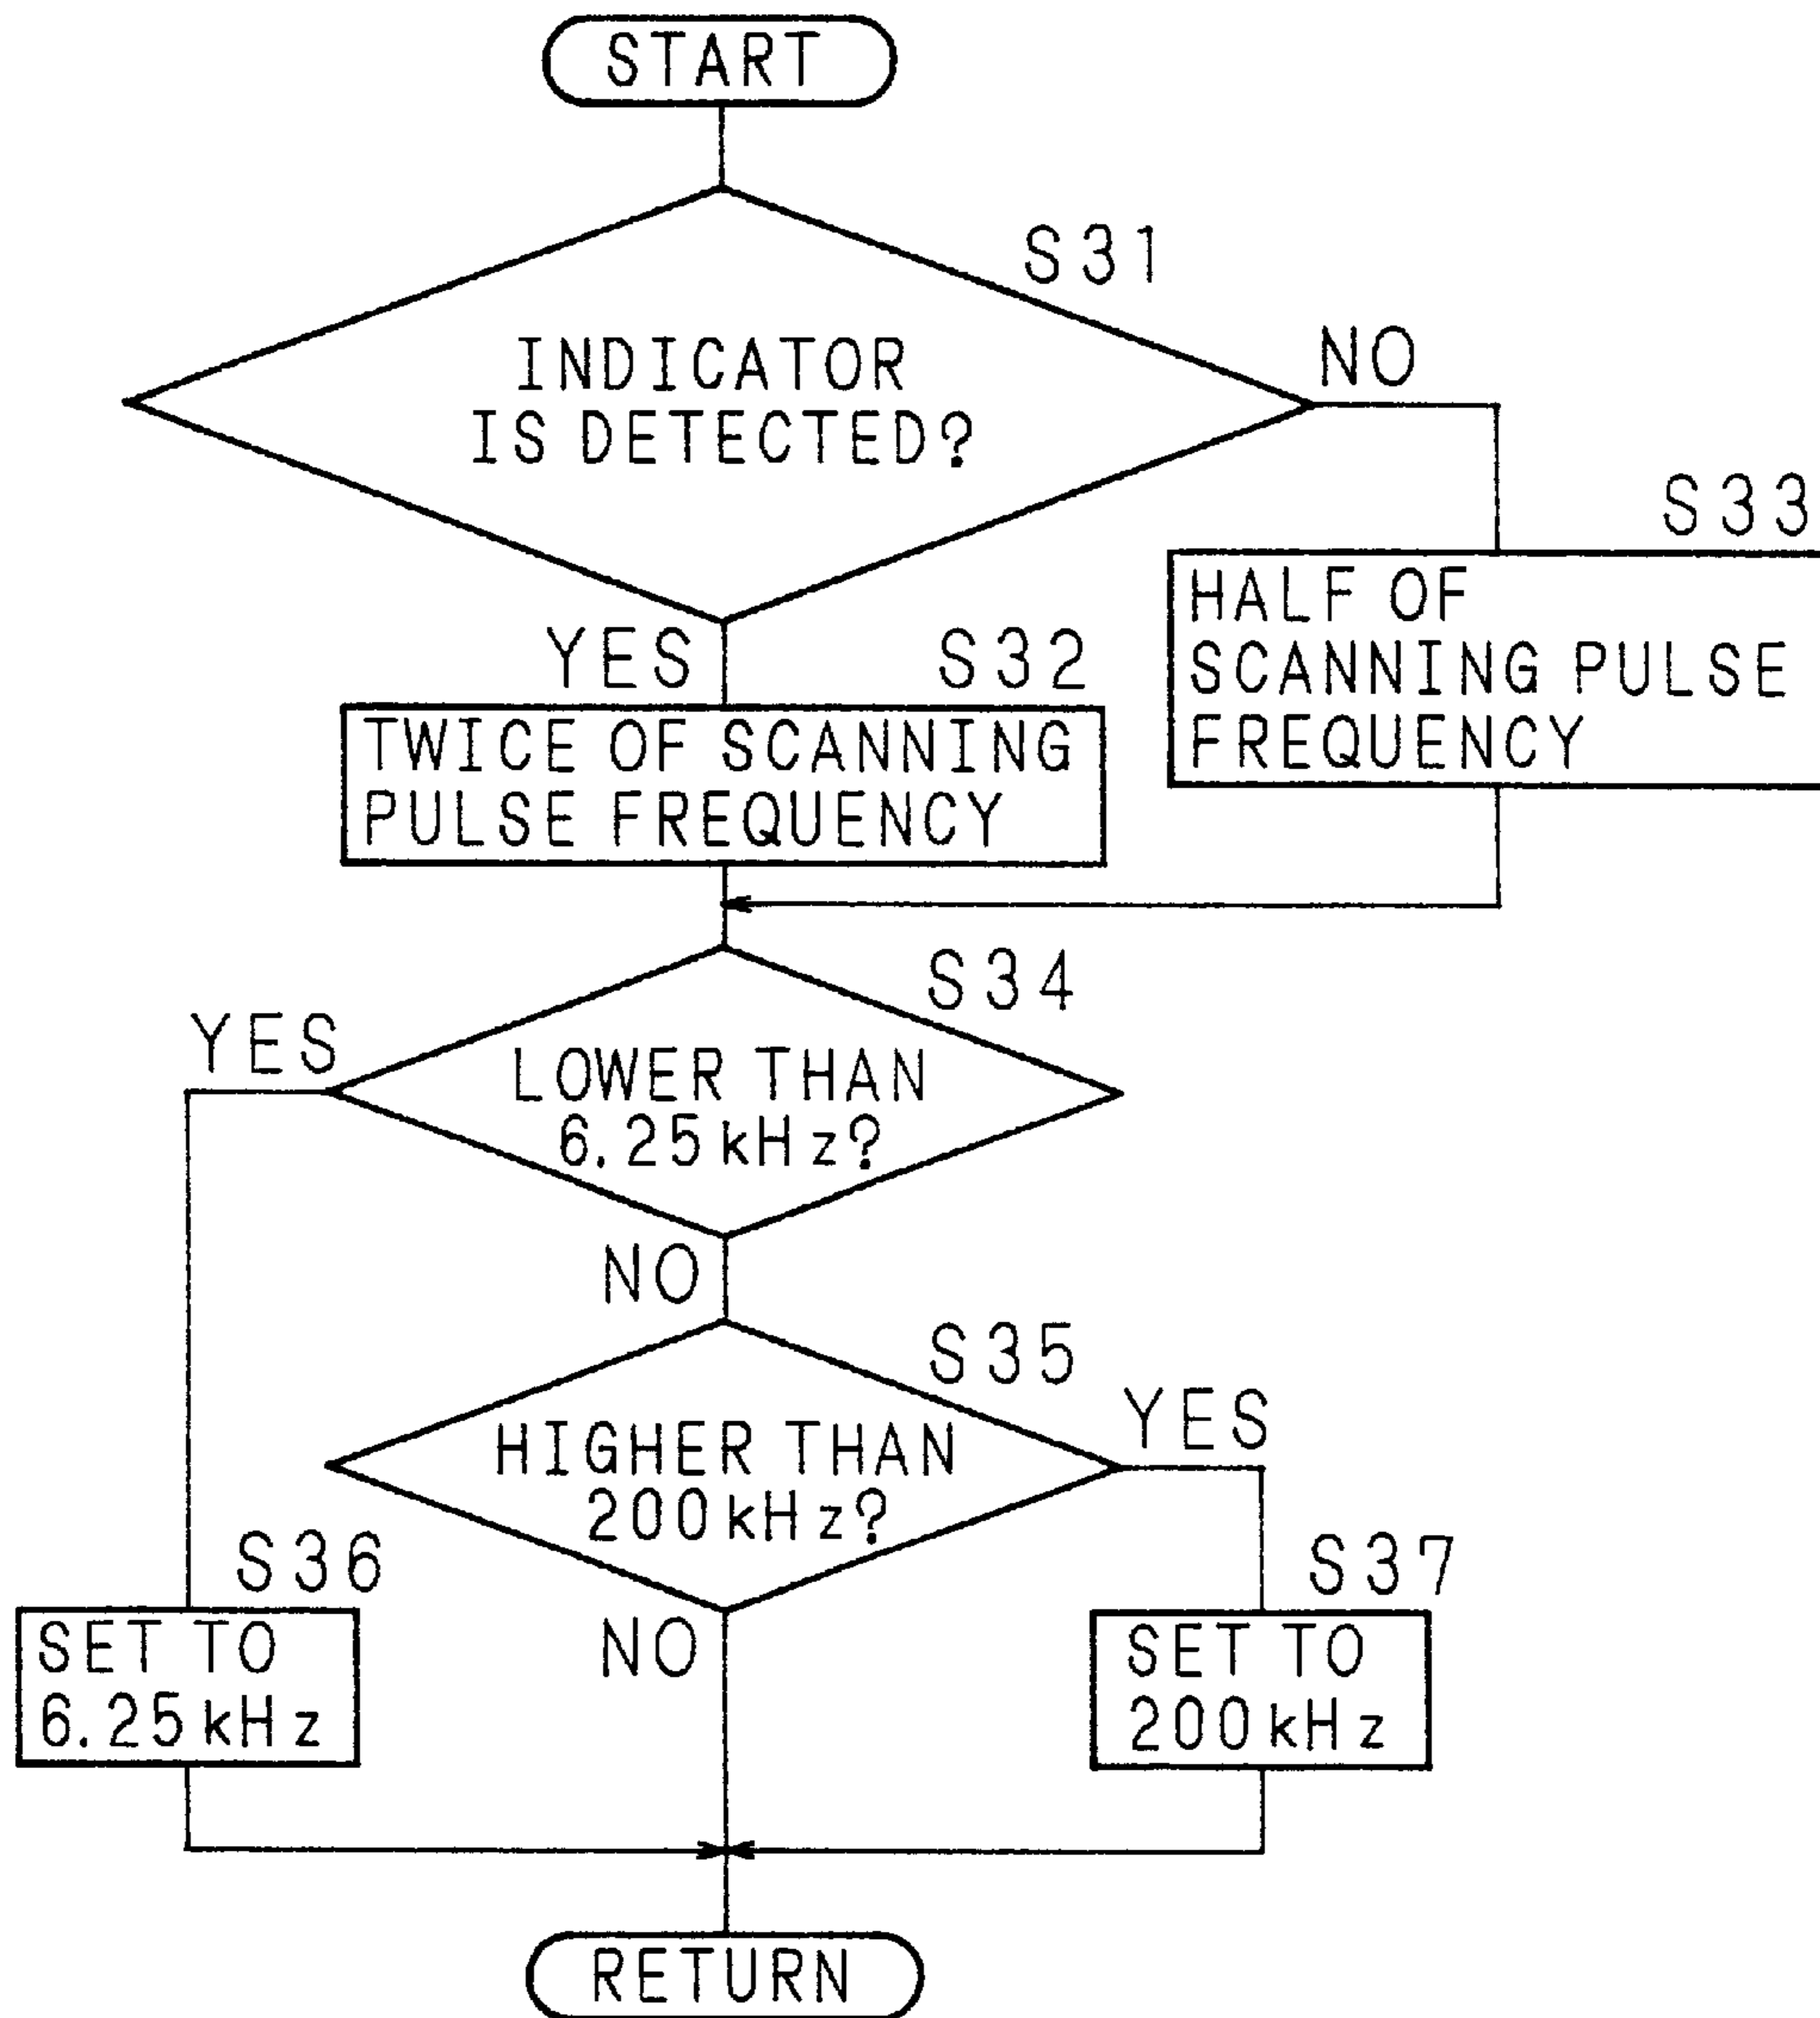 START
S31
INDICATOR
IS DETECTED?
NO
S33
HALF OF
SCANNING PULSE
FREQUENCY
YES
S32
TWICE OF SCANNING
PULSE FREQUENCY
S34
YES
LOWER THAN
6.25kHz?
NO
S35
YES
HIGHER THAN
200kHz?
S36
SET TO
6.25kHz
NO
S37
SET TO
200kHz
RETURN